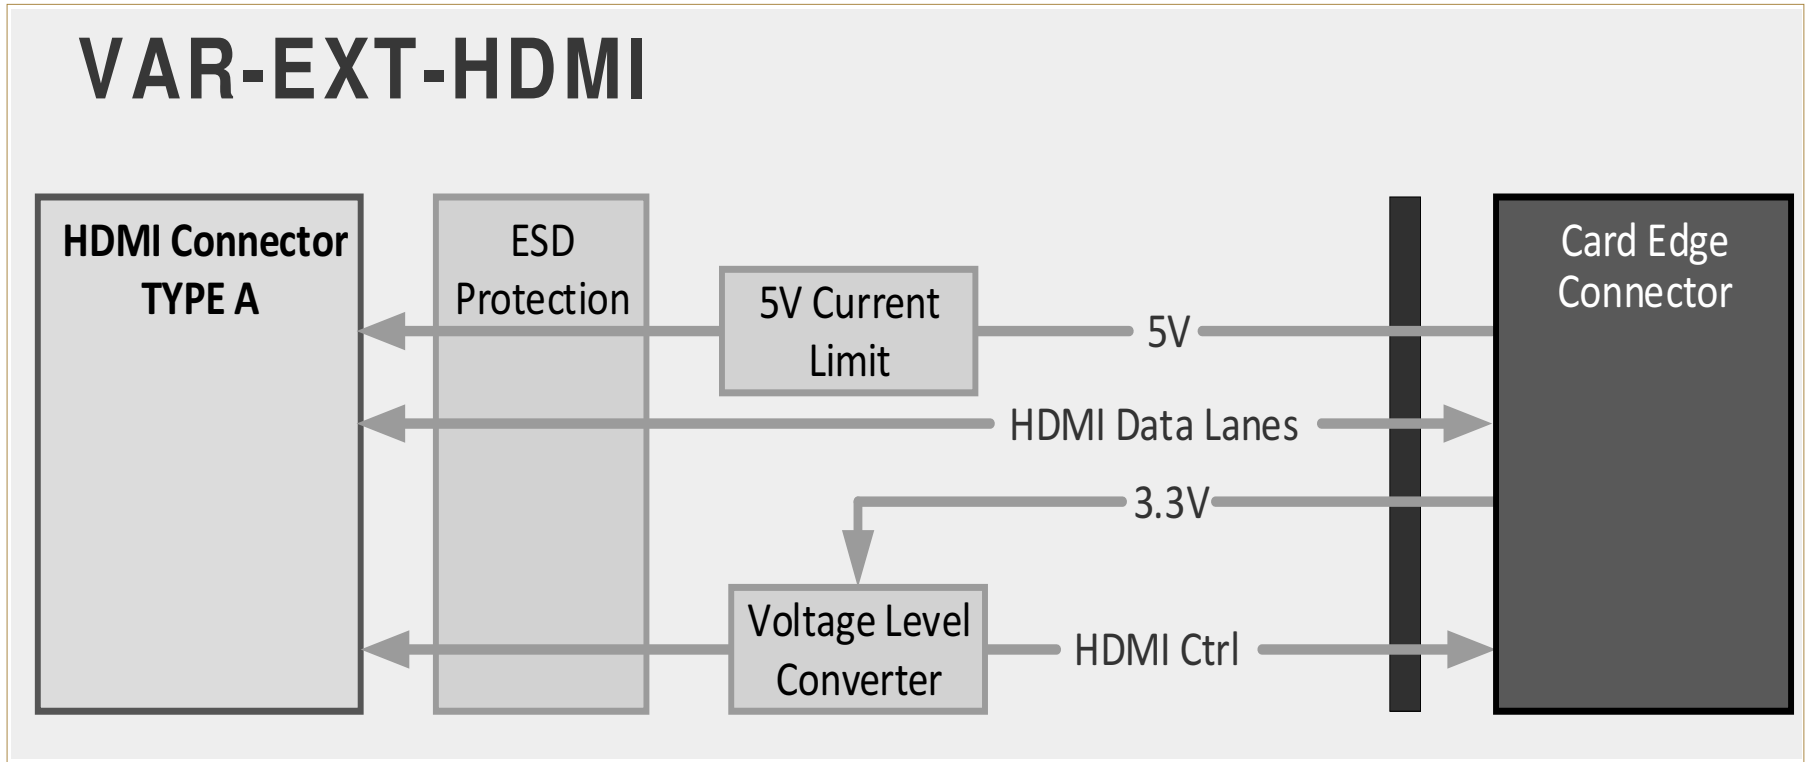 VAR-EXT-HDMI
HDMI Connector
TYPE A
ESD
Protection
5V Current
Limit
5V
HDMI Data Lanes
3.3V
Voltage Level
Converter
HDMI Ctrl
Card Edge
Connector